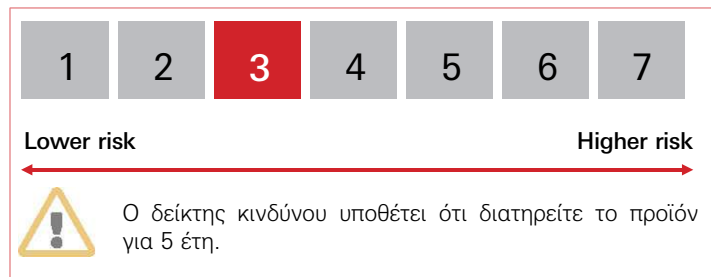 1 2 3 4 5 6 7
Lower risk Higher risk
Ο δείκτης κινδύνου υποθέτει ότι διατηρείτε το προϊόν
για 5 έτη.